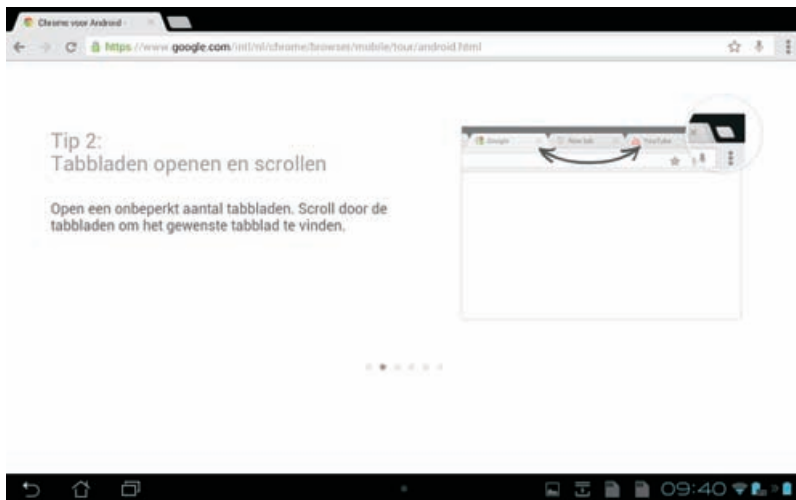 Chrome voor Android -
https://www.google.com/intl/nl/chrome/browser/mobile/tour/android.html
Tip 2:
Tabbladen openen en scrollen
Open een onbeperkt aantal tabbladen. Scroll door de
tabbladen om het gewenste tabblad te vinden.
Google
New tab
YouTube
09:40